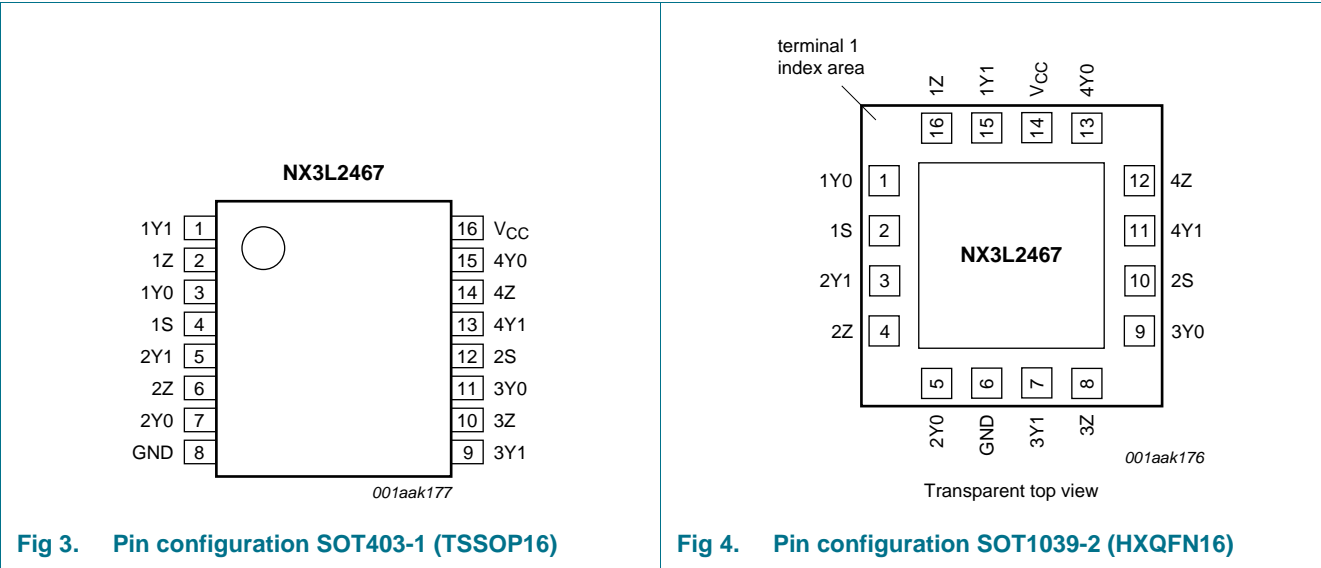 NX3L2467
1Y1 1
1Z 2
1Y0 3
1S 4
2Y1 5
2Z 6
2Y0 7
GND 8
16 VCC
15 4Y0
14 4Z
13 4Y1
12 2S
11 3Y0
10 3Z
9 3Y1
001aak177
Fig 3. Pin configuration SOT403-1 (TSSOP16)
terminal 1
index area
1Z 1Y1 VCC 4Y0
16 15 14 13
1Y0 1
1S 2
2Y1 3
2Z 4
NX3L2467
12 4Z
11 4Y1
10 2S
9 3Y0
5 6 7 8
2Y0 GND 3Y1 3Z
001aak176
Transparent top view
Fig 4. Pin configuration SOT1039-2 (HXQFN16)